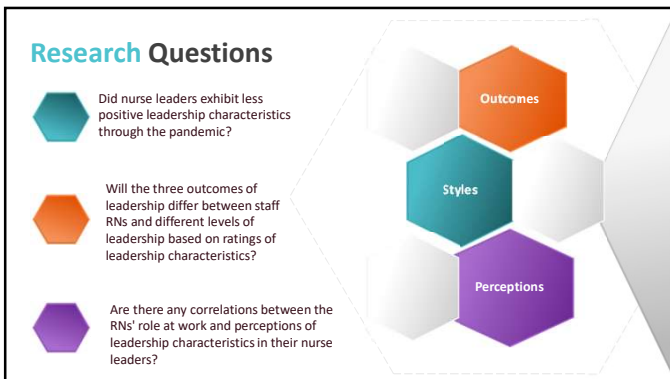 Research Questions
Did nurse leaders exhibit less
positive leadership characteristics
through the pandemic?
Will the three outcomes of
leadership differ between staff
RNs and different levels of
leadership based on ratings of
leadership characteristics?
Are there any correlations between the
RNs' role at work and perceptions of
leadership characteristics in their nurse
leaders?
Outcomes
Styles
Perceptions